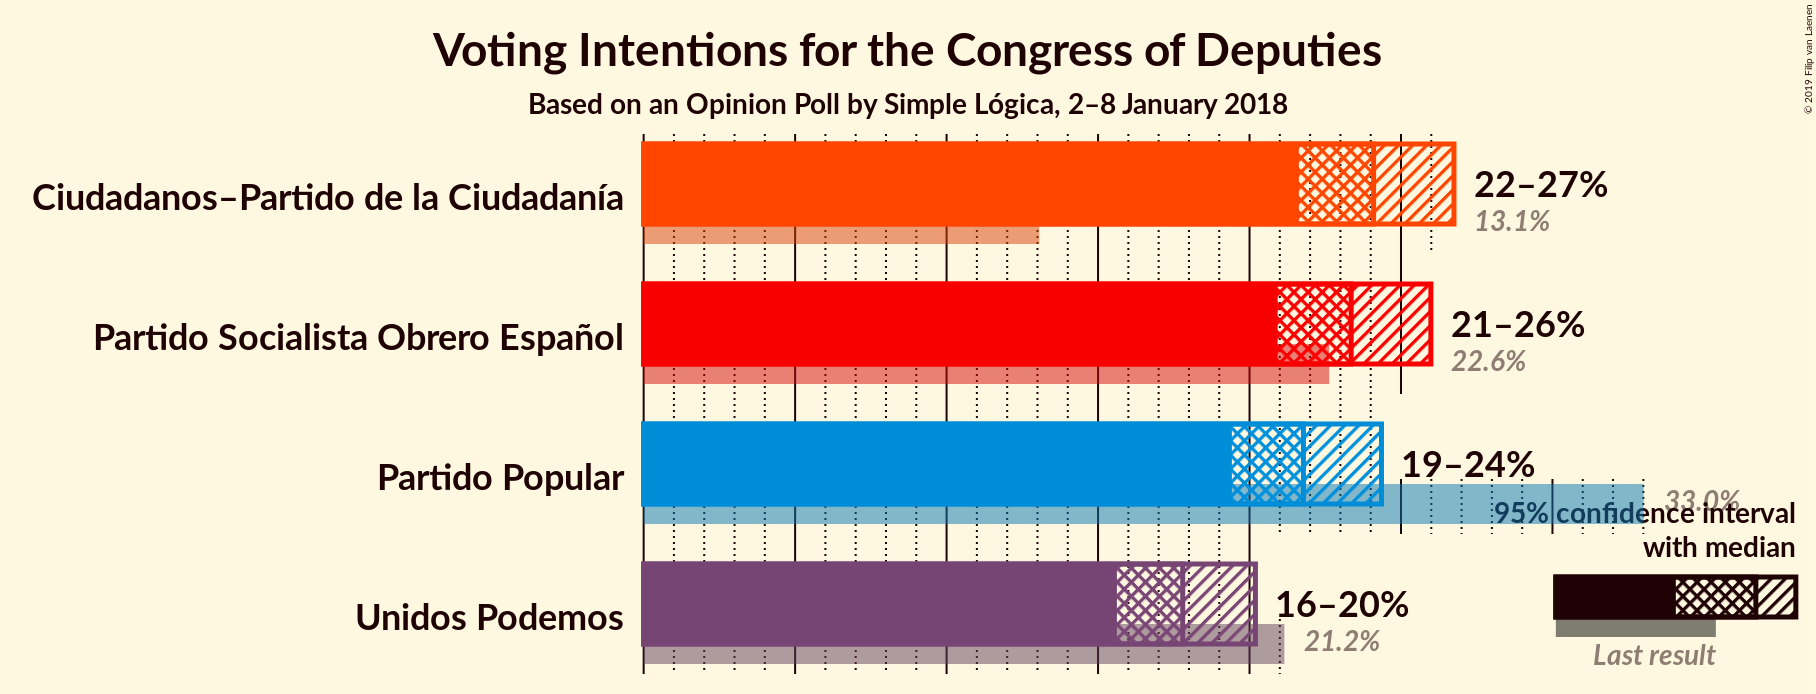 Voting Intentions for the Congress of Deputies
Based on an Opinion Poll by Simple Lógica, 2–8 January 2018
© 2019 Filip van Laenen
Ciudadanos–Partido de la Ciudadanía
22–27%
13.1%
Partido Socialista Obrero Español
21–26%
22.6%
Partido Popular
19–24%
33.0%
95% confidence interval
with median
Unidos Podemos
16–20%
21.2%
Last result